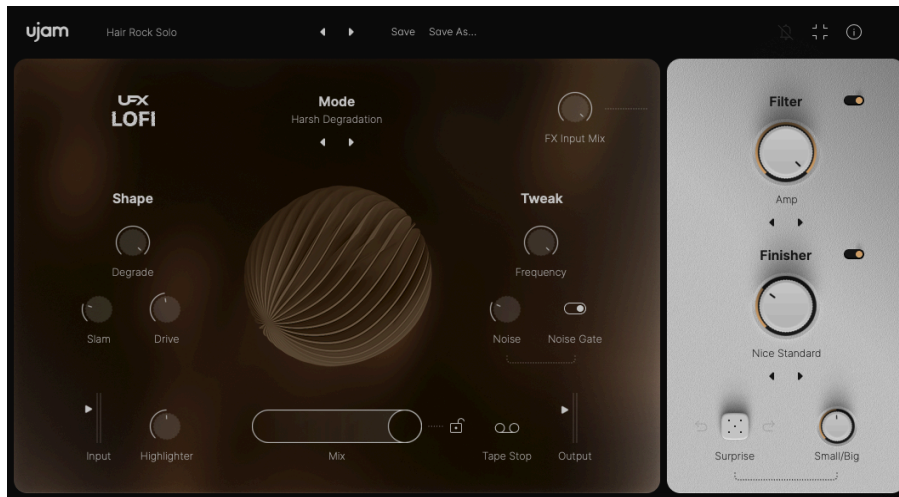 ujam
Hair Rock Solo
Save
Save As...
UFX
LOFI
Mode
Harsh Degradation
FX Input Mix
Shape
Degrade
Slam
Drive
Input
Highlighter
Mix
Tweak
Frequency
Noise
Noise Gate
Tape Stop
Output
Filter
Amp
Finisher
Nice Standard
Surprise
Small/Big